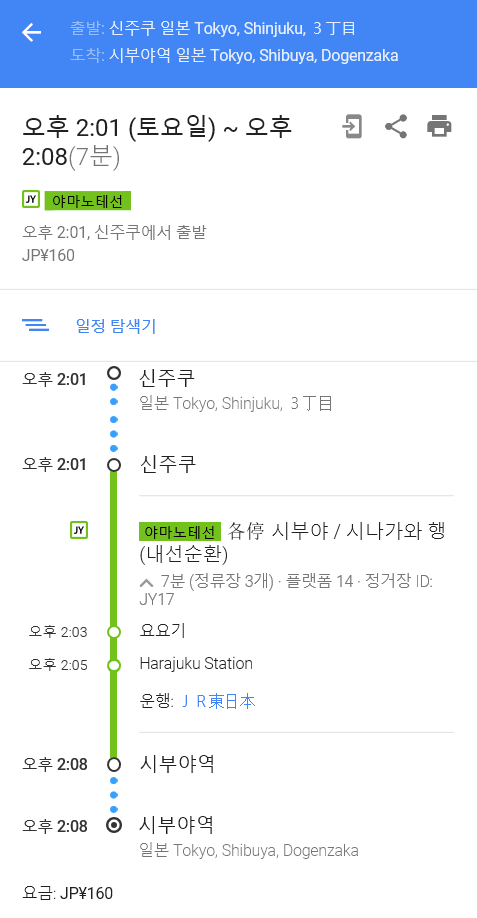 출발: 신주쿠 일본 Tokyo, Shinjuku, ３丁目
도착: 시부야역 일본 Tokyo, Shibuya, Dogenzaka
오후 2:01 (토요일) ~ 오후
2:08(7분)
JY 야마노테선
오후 2:01, 신주쿠에서 출발
JP¥160
일정 탐색기
오후 2:01 신주쿠
일본 Tokyo, Shinjuku, ３丁目
오후 2:01 신주쿠
JY 야마노테선 各停 시부야 / 시나가와 행
(내선순환)
7분 (정류장 3개) · 플랫폼 14 · 정거장 ID:
JY17
오후 2:03 요요기
오후 2:05 Harajuku Station
운행: ＪＲ東日本
오후 2:08 시부야역
오후 2:08 시부야역
일본 Tokyo, Shibuya, Dogenzaka
요금: JP¥160